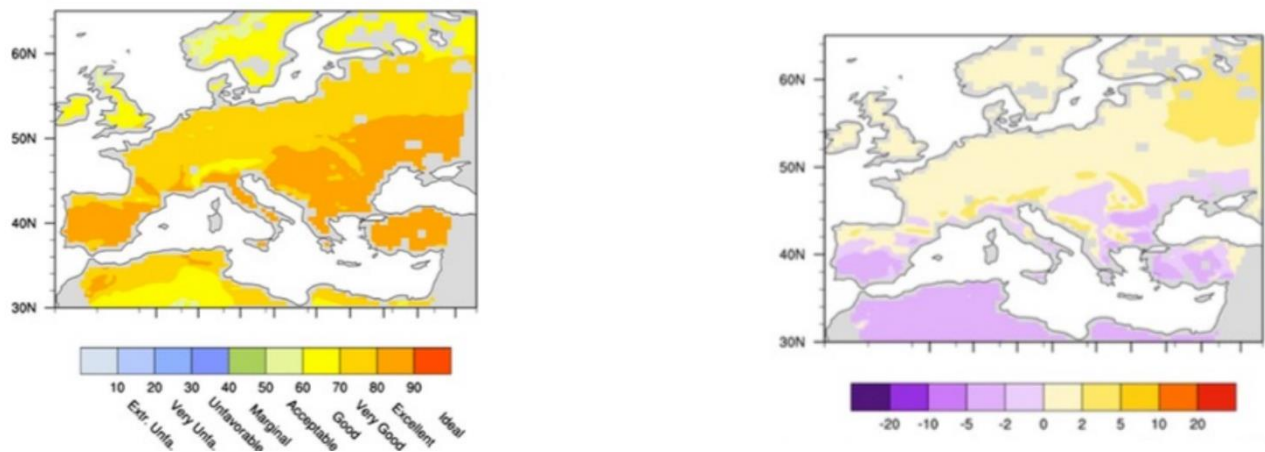 60N
50N
40N
30N
10 20 30 40 50 60 70 80 90
Extr. Unfa.
Very Unfa.
Unfavorable
Marginal
Acceptable
Good
Very Good
Excellent
Ideal
60N
50N
40N
30N
-20 -10 -5 -2 0 2 5 10 20